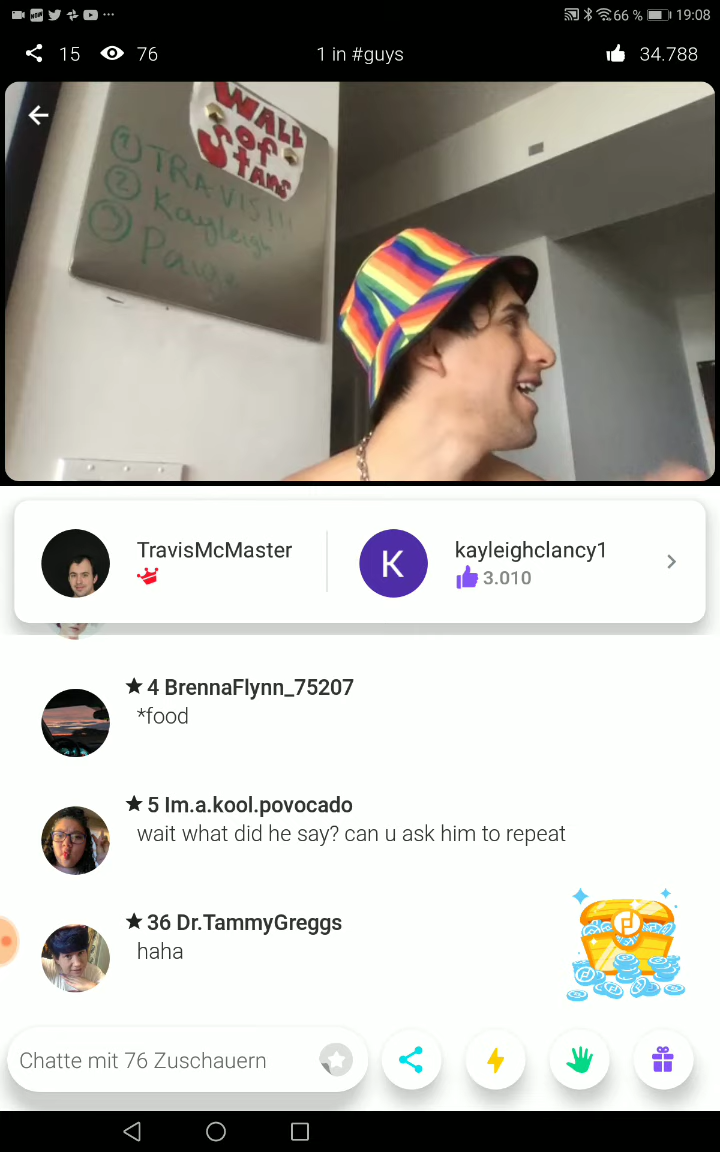 66 % 19:08
15 76 1 in #guys 34.788
WALL
of
Stars
1 TRAVIS!!!
2 Kayleigh
3 Paige
TravisMcMaster
K kayleighclancy1
3.010
★ 4 BrennaFlynn_75207
*food
★ 5 Im.a.kool.povocado
wait what did he say? can u ask him to repeat
★ 36 Dr.TammyGreggs
haha
Chatte mit 76 Zuschauern